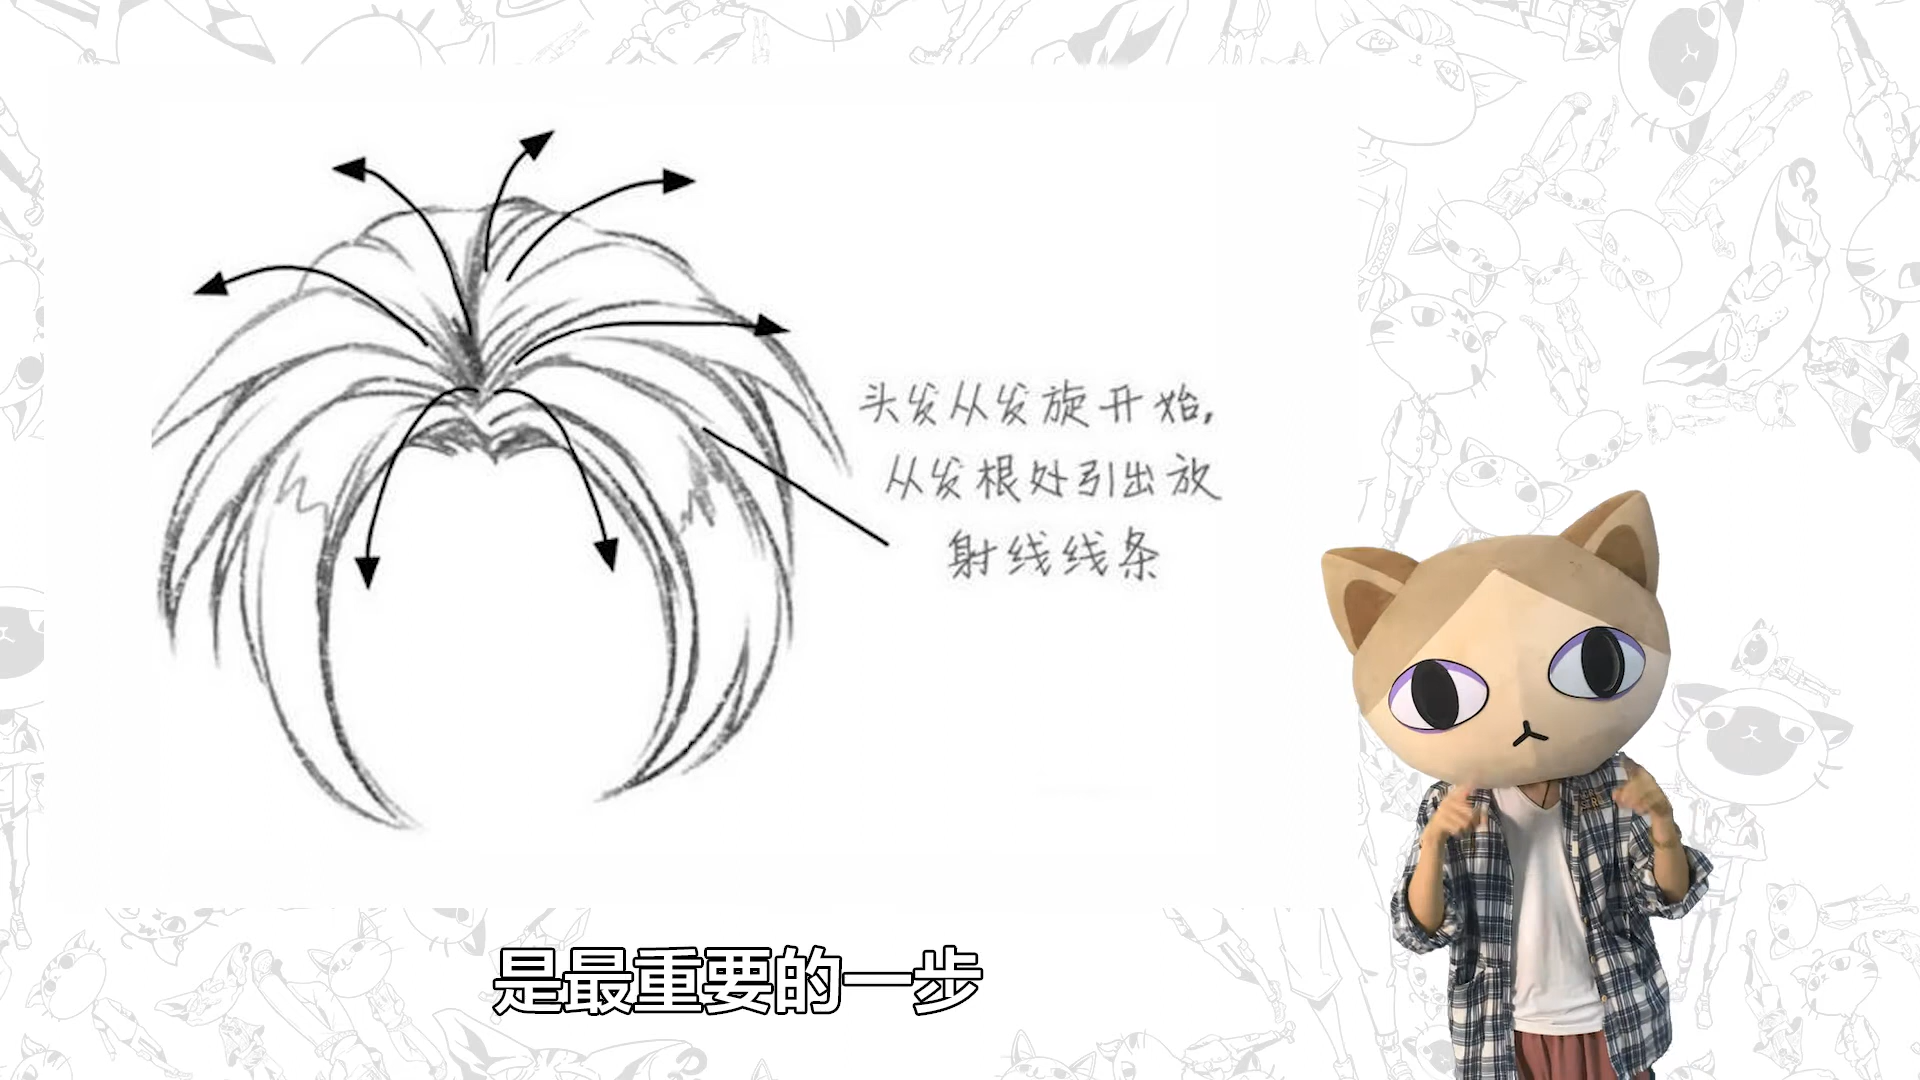 头发从发旋开始,
从发根处引出放
射线线条
是最重要的一步